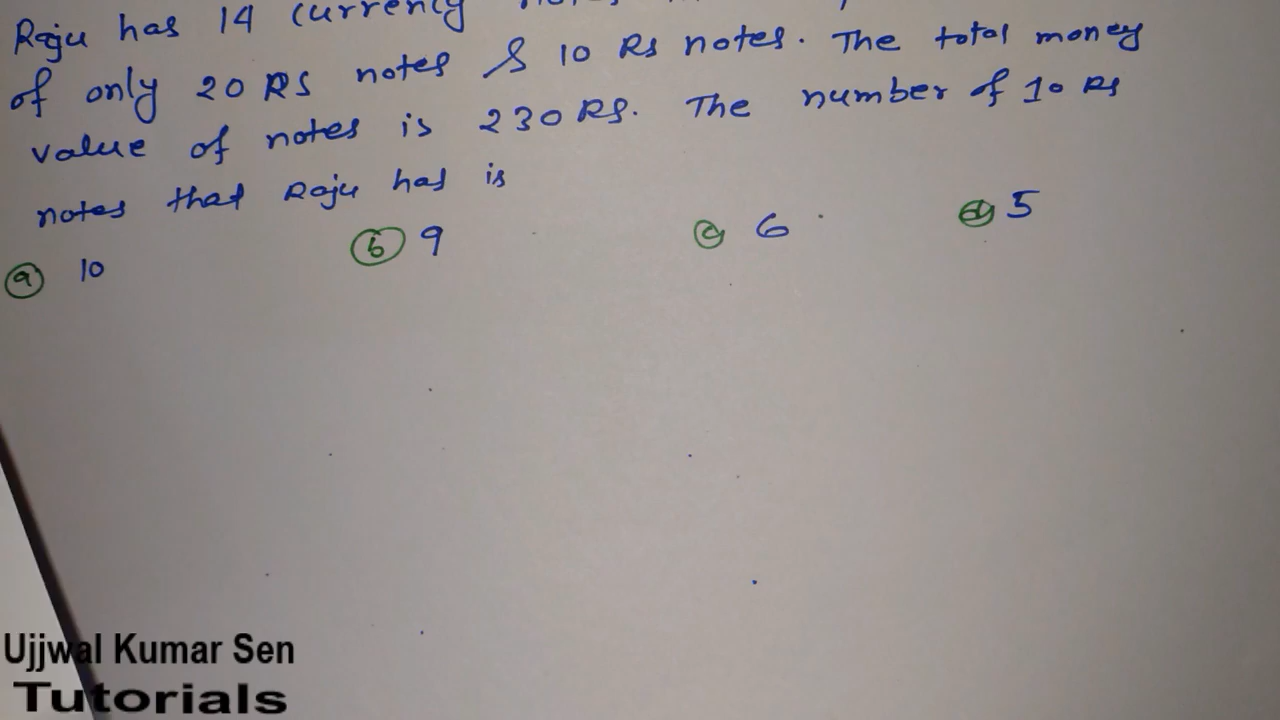 Raju has 14 currency
of only 20 RS notes & 10 Rs notes. The total money
value of notes is 230 RS. The number of 10 Rs
notes that Raju has is
(a) 10 (b) 9 (c) 6 (d) 5
Ujjwal Kumar Sen
Tutorials